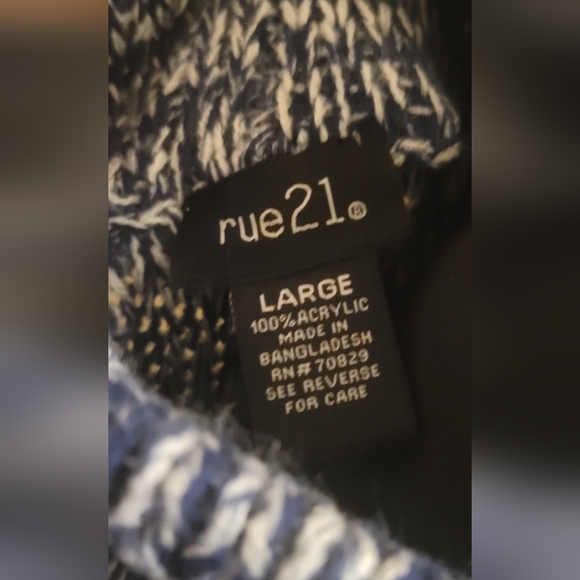 rue21®
LARGE
100% ACRYLIC
MADE IN
BANGLADESH
RN# 70829
SEE REVERSE
FOR CARE